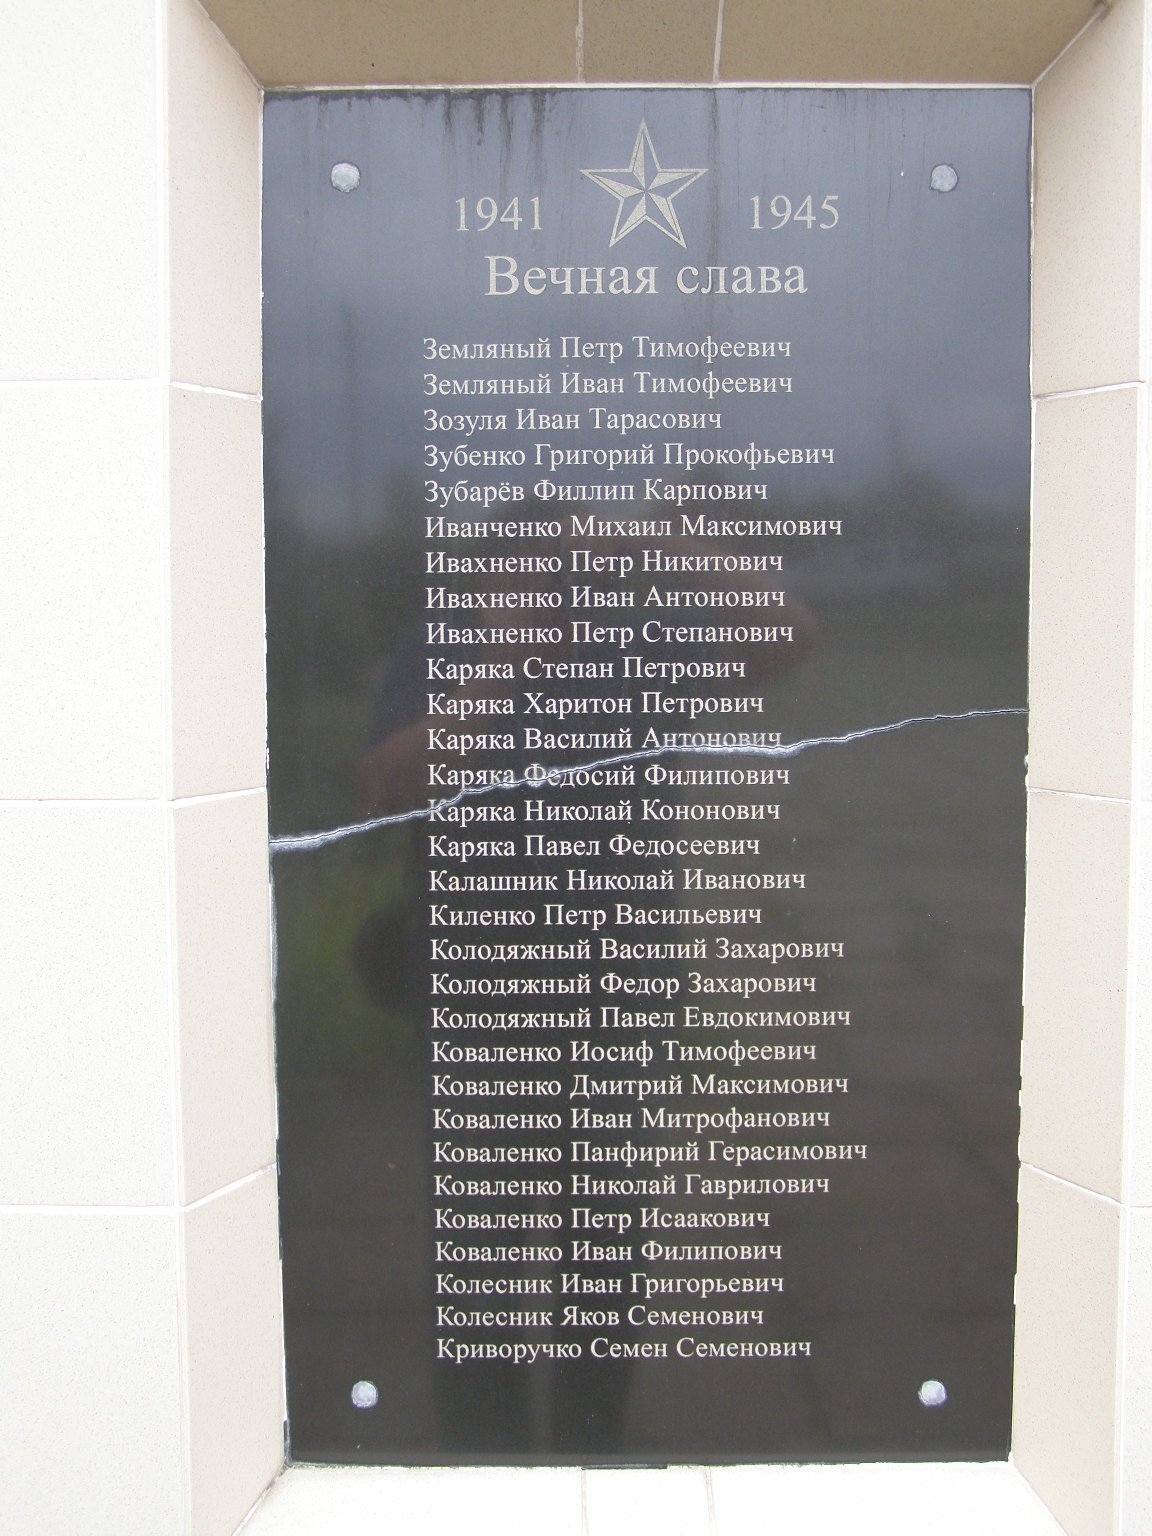 1941 1945
Вечная слава
Земляный Петр Тимофеевич
Земляный Иван Тимофеевич
Зозуля Иван Тарасович
Зубенко Григорий Прокофьевич
Зубарёв Филлип Карпович
Иванченко Михаил Максимович
Ивахненко Петр Никитович
Ивахненко Иван Антонович
Ивахненко Петр Степанович
Каряка Степан Петрович
Каряка Харитон Петрович
Каряка Василий Антонович
Каряка Федосий Филипович
Каряка Николай Кононович
Каряка Павел Федосеевич
Калашник Николай Иванович
Киленко Петр Васильевич
Колодяжный Василий Захарович
Колодяжный Федор Захарович
Колодяжный Павел Евдокимович
Коваленко Иосиф Тимофеевич
Коваленко Дмитрий Максимович
Коваленко Иван Митрофанович
Коваленко Панфирий Герасимович
Коваленко Николай Гаврилович
Коваленко Петр Исаакович
Коваленко Иван Филипович
Колесник Иван Григорьевич
Колесник Яков Семенович
Криворучко Семен Семенович